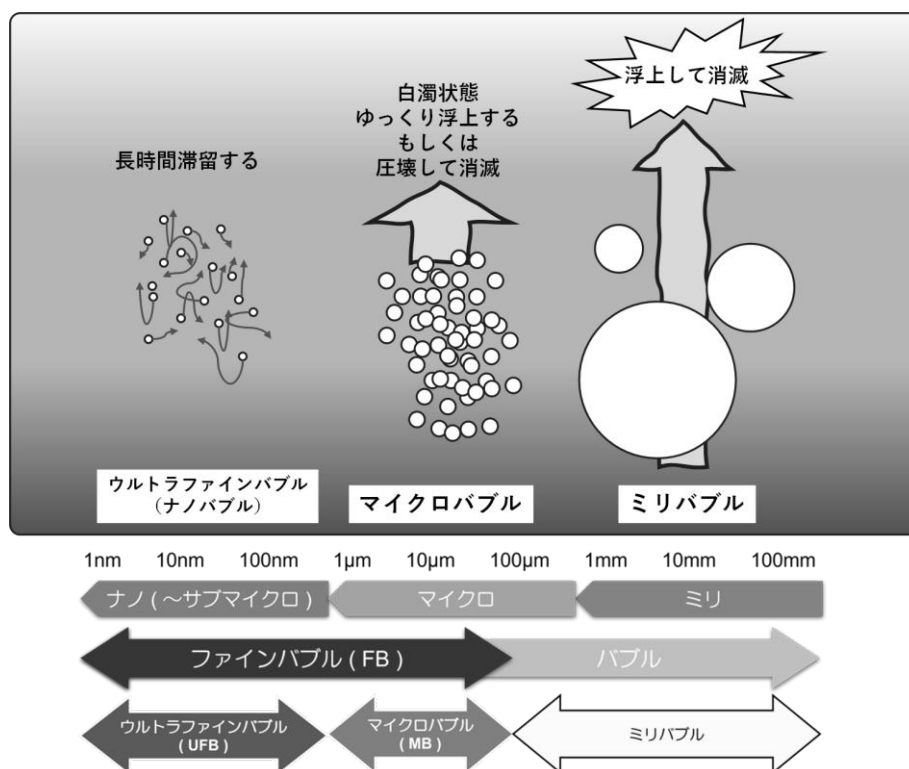 浮上して消滅
白濁状態
ゆっくり浮上する
もしくは
圧壊して消滅
長時間滞留する
ウルトラファインバブル
（ナノバブル）
マイクロバブル
ミリバブル
1nm 10nm 100nm 1μm 10μm 100μm 1mm 10mm 100mm
ナノ ( ～サブマイクロ ) マイクロ ミリ
ファインバブル ( FB ) バブル
ウルトラファインバブル
( UFB )
マイクロバブル
( MB )
ミリバブル